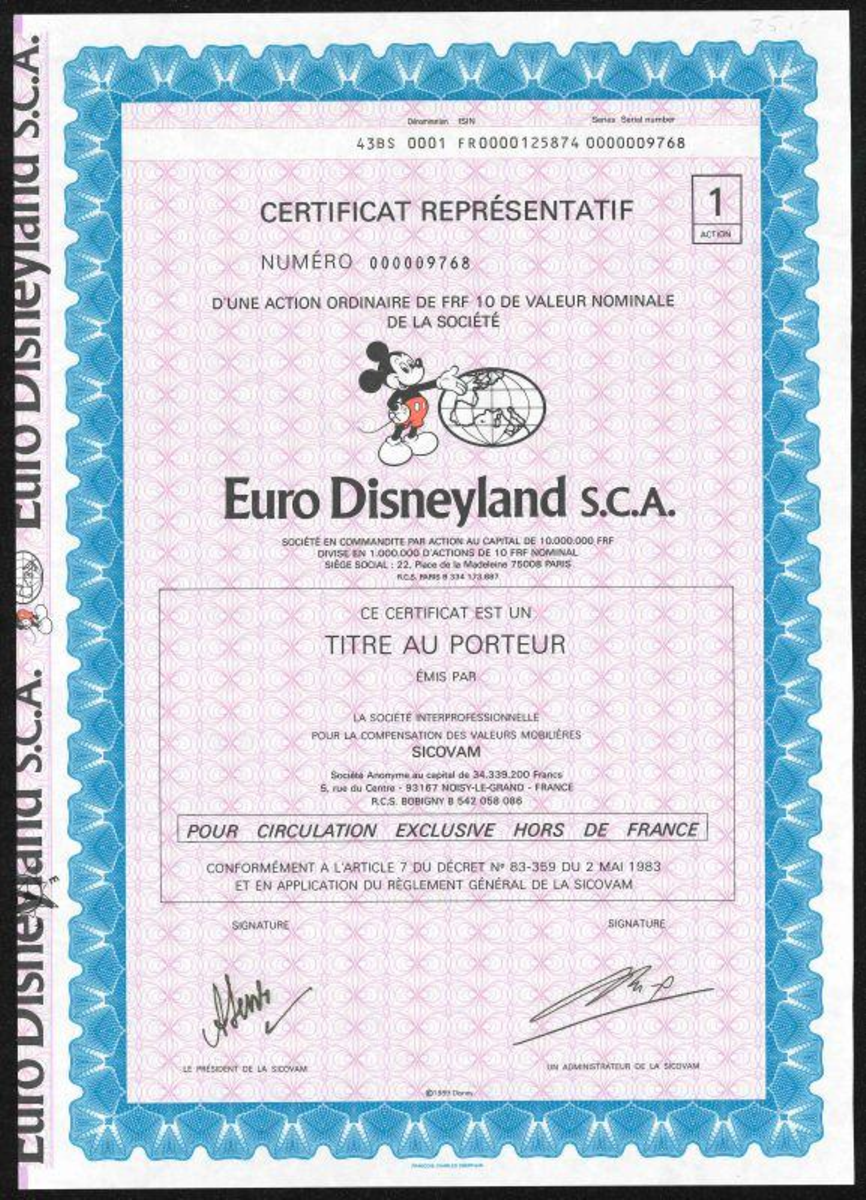 35.-
Dénomination ISIN Series Serial number
43BS 0001 FR0000125874 0000009768
1
ACTION
CERTIFICAT REPRÉSENTATIF
NUMÉRO 000009768
D'UNE ACTION ORDINAIRE DE FRF 10 DE VALEUR NOMINALE
DE LA SOCIÉTÉ
Euro Disneyland S.C.A.
SOCIÉTÉ EN COMMANDITE PAR ACTION AU CAPITAL DE 10.000.000 FRF
DIVISE EN 1.000.000 D'ACTIONS DE 10 FRF NOMINAL
SIÈGE SOCIAL : 22, Place de la Madeleine 75008 PARIS
R.C.S. PARIS B 334 173.887
CE CERTIFICAT EST UN
TITRE AU PORTEUR
ÉMIS PAR
LA SOCIÉTÉ INTERPROFESSIONNELLE
POUR LA COMPENSATION DES VALEURS MOBILIÈRES
SICOVAM
Société Anonyme au capital de 34.339.200 Francs
5, rue du Centre - 93167 NOISY-LE-GRAND - FRANCE
R.C.S. BOBIGNY B 542 058 086
POUR CIRCULATION EXCLUSIVE HORS DE FRANCE
CONFORMÉMENT A L'ARTICLE 7 DU DÉCRET N° 83-359 DU 2 MAI 1983
ET EN APPLICATION DU RÈGLEMENT GÉNÉRAL DE LA SICOVAM
SIGNATURE SIGNATURE
LE PRÉSIDENT DE LA SICOVAM UN ADMINISTRATEUR DE LA SICOVAM
Euro Disneyland S.C.A.
Euro Disneyland S.C.A.